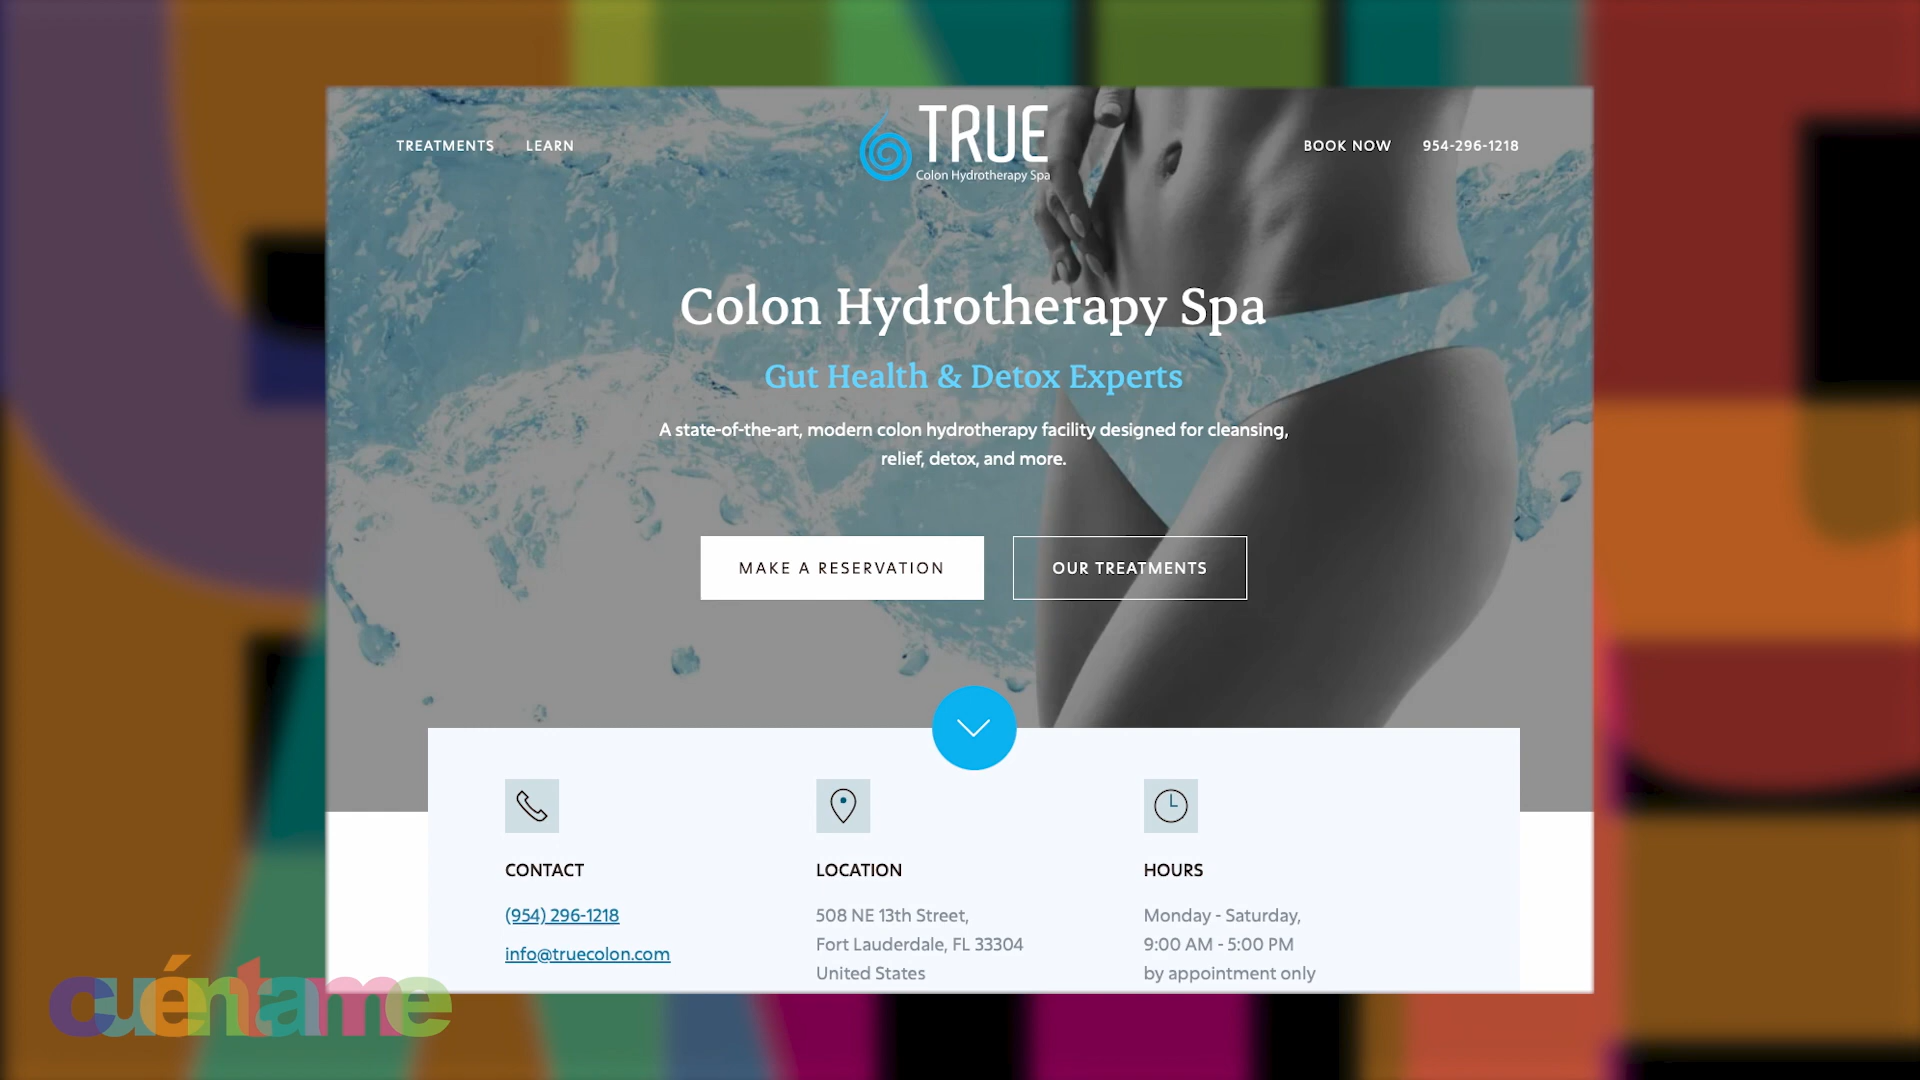 TREATMENTS
LEARN
TRUE
Colon Hydrotherapy Spa
BOOK NOW
954-296-1218
Colon Hydrotherapy Spa
Gut Health & Detox Experts
A state-of-the-art, modern colon hydrotherapy facility designed for cleansing,
relief, detox, and more.
MAKE A RESERVATION
OUR TREATMENTS
CONTACT
(954) 296-1218
info@truecolon.com
LOCATION
508 NE 13th Street,
Fort Lauderdale, FL 33304
United States
HOURS
Monday - Saturday,
9:00 AM - 5:00 PM
by appointment only
cuéntame